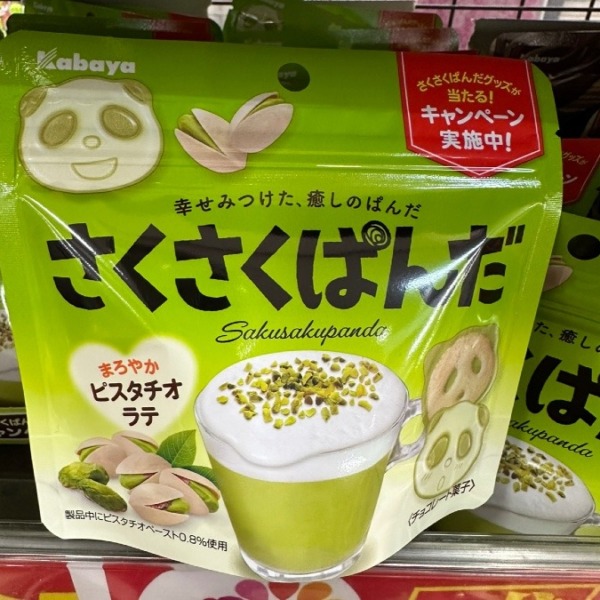 Kabaya
さくさくぱんだグッズが
当たる!
キャンペーン
実施中!
幸せみつけた、癒しのぱんだ
さくさくぱんだ
Sakusakupanda
まろやか
ピスタチオ
ラテ
製品中にピスタチオペースト0.8%使用
〈チョコレート菓子〉